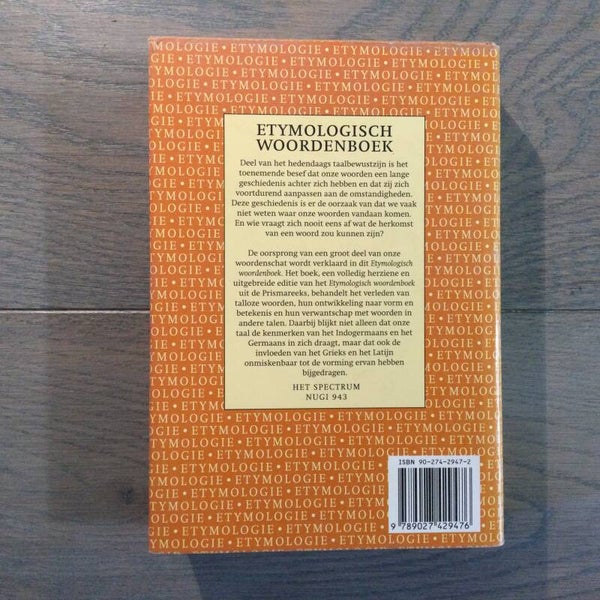 ETYMOLOGIE • ETYMOLOGIE • ETYMOLOGIE
ETYMOLOGISCH
WOORDENBOEK
Deel van het hedendaags taalbewustzijn is het
toenemende besef dat onze woorden een lange
geschiedenis achter zich hebben en dat zij zich
voortdurend aanpassen aan de omstandigheden.
Deze geschiedenis is er de oorzaak van dat we vaak
niet weten waar onze woorden vandaan komen.
En wie vraagt zich nooit eens af wat de herkomst
van een woord zou kunnen zijn?
De oorsprong van een groot deel van onze
woordenschat wordt verklaard in dit Etymologisch
woordenboek. Het boek, een volledig herziene en
uitgebreide editie van het Etymologisch woordenboek
uit de Prismareeks, behandelt het verleden van
talloze woorden, hun ontwikkeling naar vorm en
betekenis en hun verwantschap met woorden in
andere talen. Daarbij blijkt niet alleen dat onze
taal de kenmerken van het Indogermaans en het
Germaans in zich draagt, maar dat ook de
invloeden van het Grieks en het Latijn
onmiskenbaar tot de vorming ervan hebben
bijgedragen.
HET SPECTRUM
NUGI 943
ISBN 90-274-2947-2
9 789027 429476